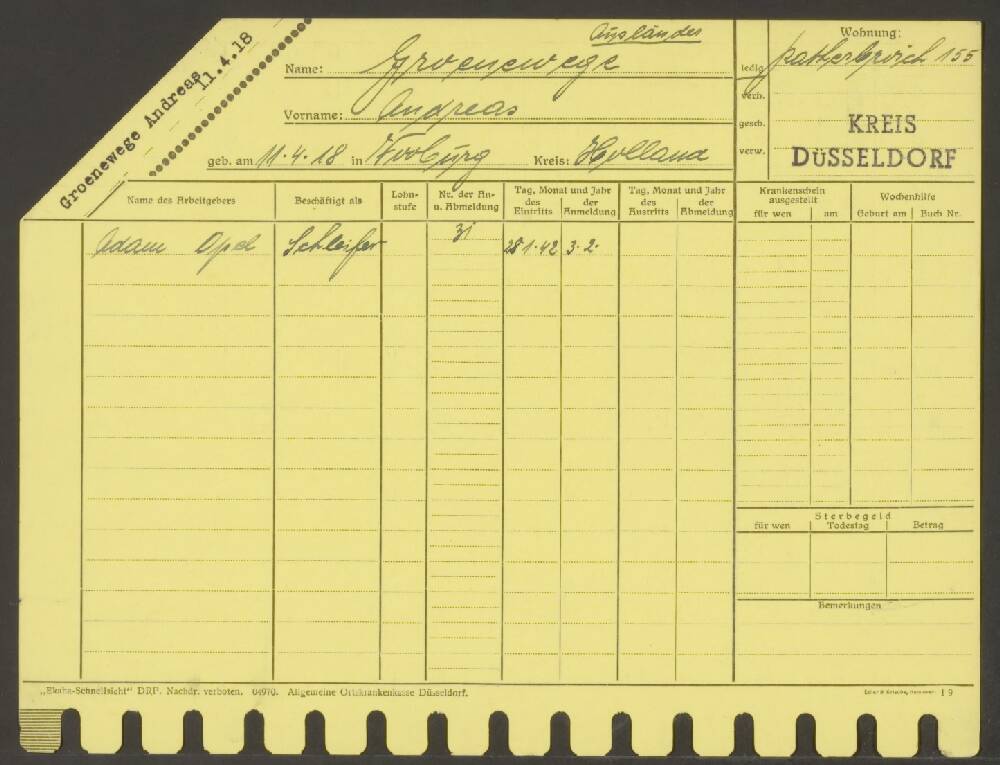 Groenewege Andreas 11.4.18
Ausländer
Name: Groenewege
Vorname: Andreas
geb. am 11.4.18 in Voorburg Kreis: Holland
ledig
verh.
gesch.
verw.
Wohnung:
155
KREIS
DÜSSELDORF
Name des Arbeitgebers
Beschäftigt als
Lohn-
stufe
Nr. der An-
u. Abmeldung
Tag, Monat und Jahr
des Eintritts
der Anmeldung
Tag, Monat und Jahr
des Austritts
der Abmeldung
Krankenschein
ausgestellt
für wen
am
Wochenhilfe
Geburt am
Buch Nr.
Adam Opel Schleifer 31 28 1.42 3.2.
Sterbegeld
für wen
Todestag
Betrag
Bemerkungen
DRP. Nachdr. verboten. 04970. Allgemeine Ortskrankenkasse Düsseldorf.
I 9